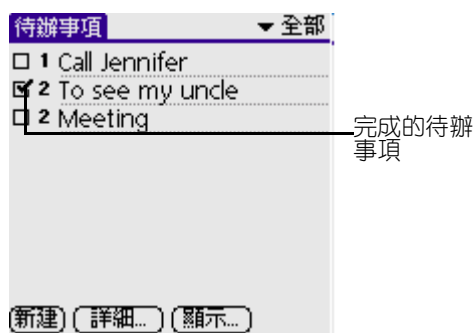 待辦事項 全部
1 Call Jennifer
2 To see my uncle
2 Meeting
完成的待辦
事項
新建 詳細... 顯示...